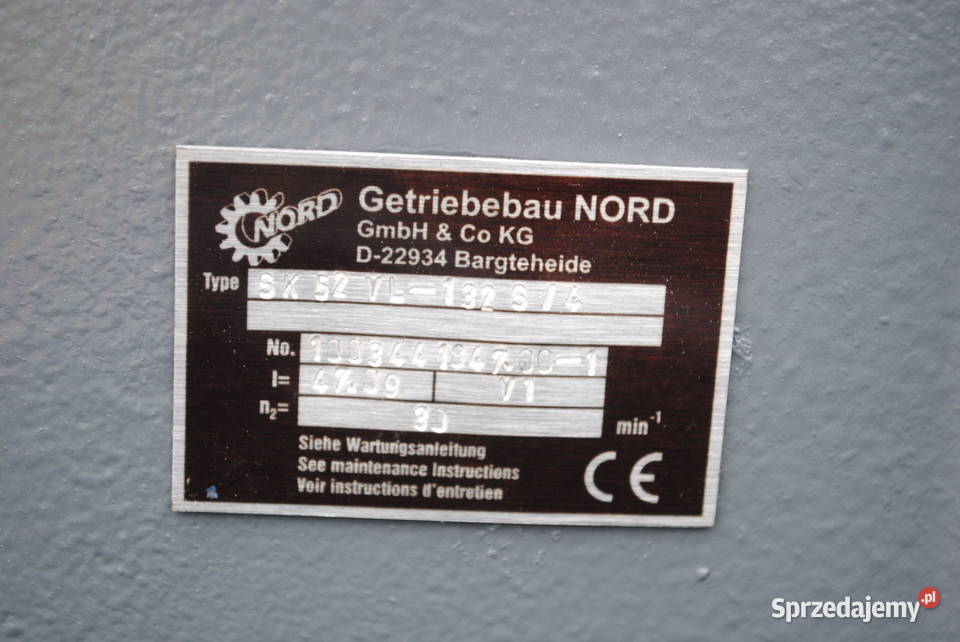 NORD
Getriebebau NORD
GmbH & Co KG
D-22934 Bargteheide
Type SK 52 VL-132 S/4
No.
I=
V1
n₂= min⁻¹
Siehe Wartungsanleitung
See maintenance Instructions
Voir instructions d'entretien
CE
Sprzedajemy.pl